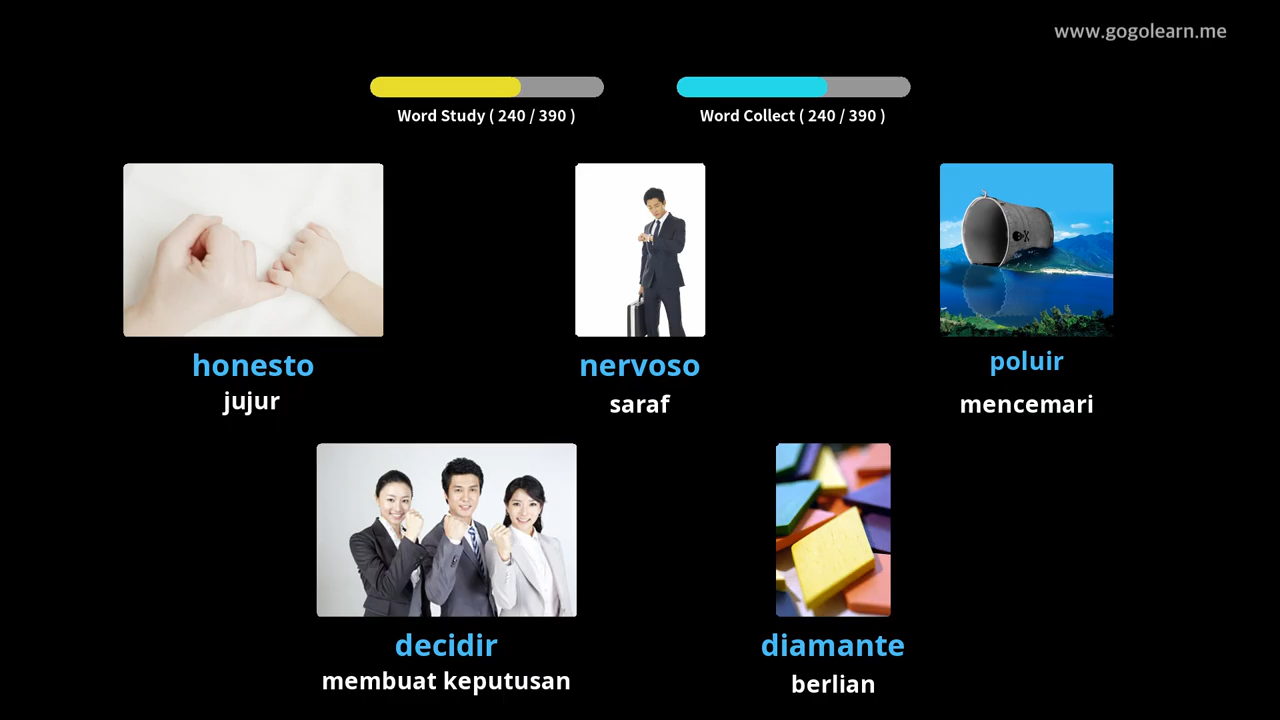 www.gogolearn.me
Word Study ( 240 / 390 )
Word Collect ( 240 / 390 )
honesto
jujur
nervoso
saraf
poluir
mencemari
decidir
membuat keputusan
diamante
berlian